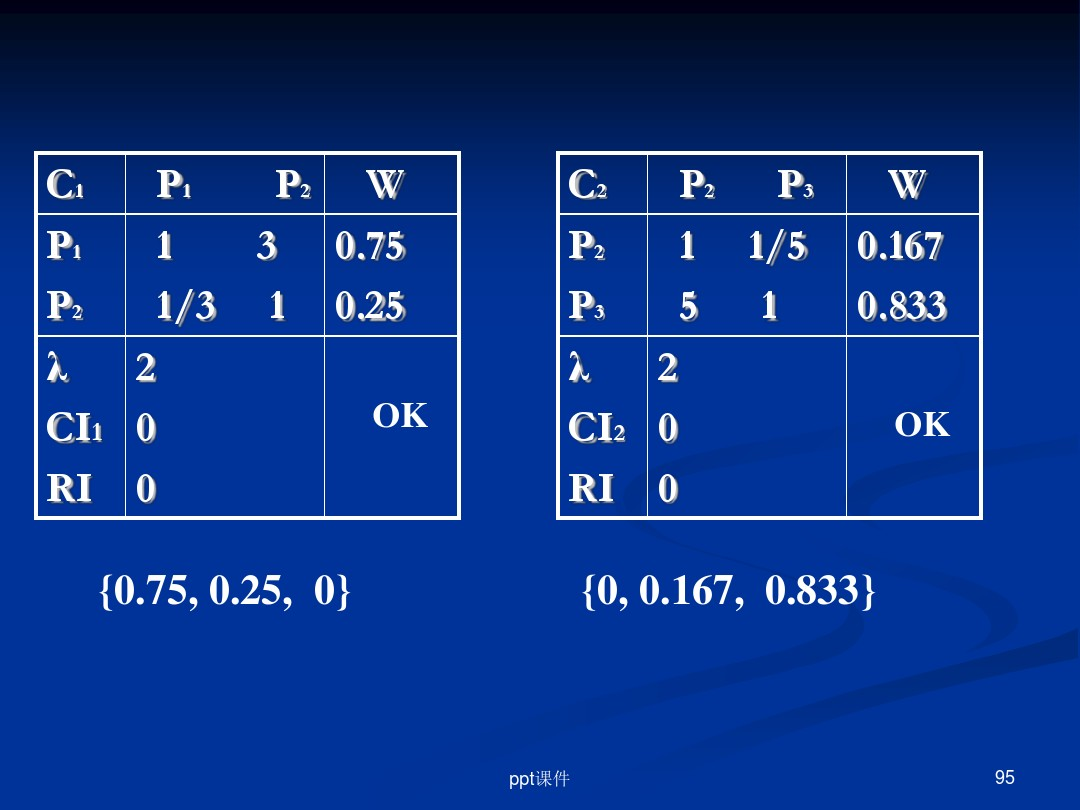 C₁ P₁ P₂ W
P₁ 1 3 0.75
P₂ 1/3 1 0.25
λ 2
CI₁ 0 OK
RI 0
{0.75, 0.25, 0}
C₂ P₂ P₃ W
P₂ 1 1/5 0.167
P₃ 5 1 0.833
λ 2
CI₂ 0 OK
RI 0
{0, 0.167, 0.833}
ppt课件
95